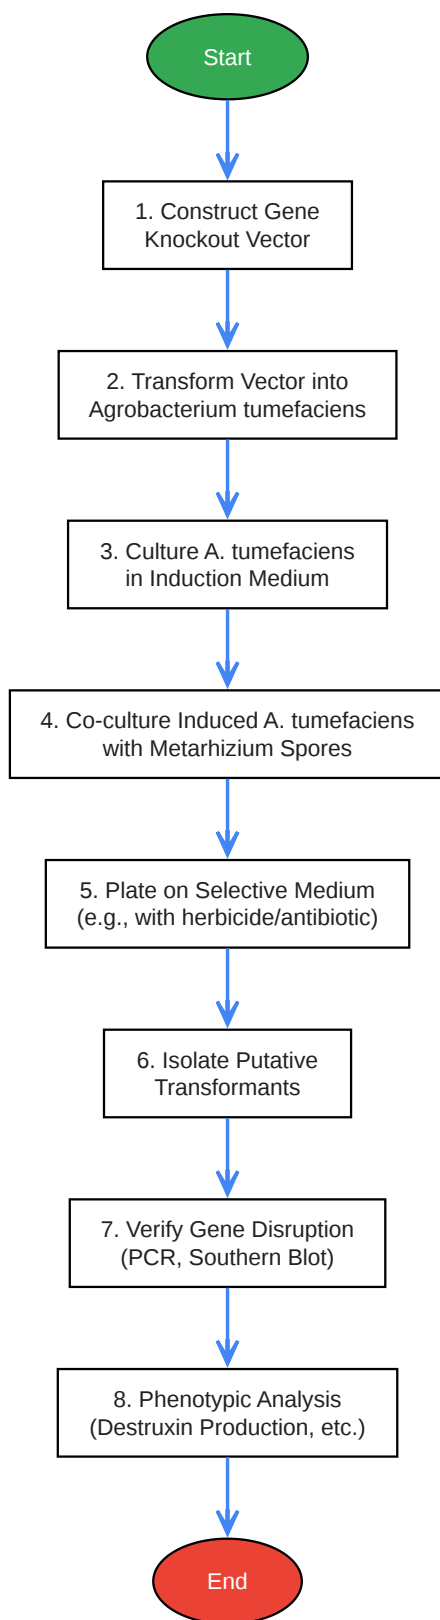 Start
1. Construct Gene
Knockout Vector
2. Transform Vector into
Agrobacterium tumefaciens
3. Culture A. tumefaciens
in Induction Medium
4. Co-culture Induced A. tumefaciens
with Metarhizium Spores
5. Plate on Selective Medium
(e.g., with herbicide/antibiotic)
6. Isolate Putative
Transformants
7. Verify Gene Disruption
(PCR, Southern Blot)
8. Phenotypic Analysis
(Destruxin Production, etc.)
End